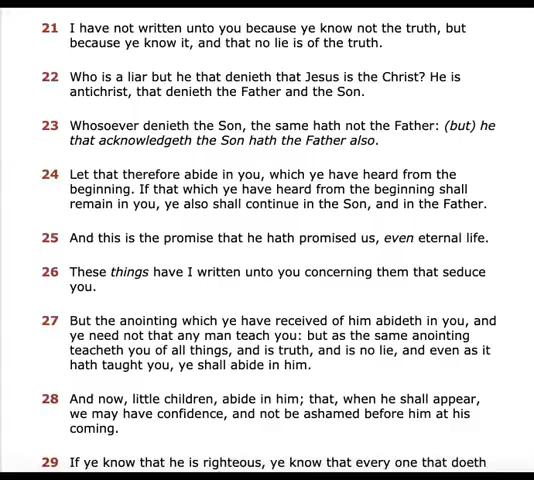 21 I have not written unto you because ye know not the truth, but
because ye know it, and that no lie is of the truth.
22 Who is a liar but he that denieth that Jesus is the Christ? He is
antichrist, that denieth the Father and the Son.
23 Whosoever denieth the Son, the same hath not the Father: (but) he
that acknowledgeth the Son hath the Father also.
24 Let that therefore abide in you, which ye have heard from the
beginning. If that which ye have heard from the beginning shall
remain in you, ye also shall continue in the Son, and in the Father.
25 And this is the promise that he hath promised us, even eternal life.
26 These things have I written unto you concerning them that seduce
you.
27 But the anointing which ye have received of him abideth in you, and
ye need not that any man teach you: but as the same anointing
teacheth you of all things, and is truth, and is no lie, and even as it
hath taught you, ye shall abide in him.
28 And now, little children, abide in him; that, when he shall appear,
we may have confidence, and not be ashamed before him at his
coming.
29 If ye know that he is righteous, ye know that every one that doeth